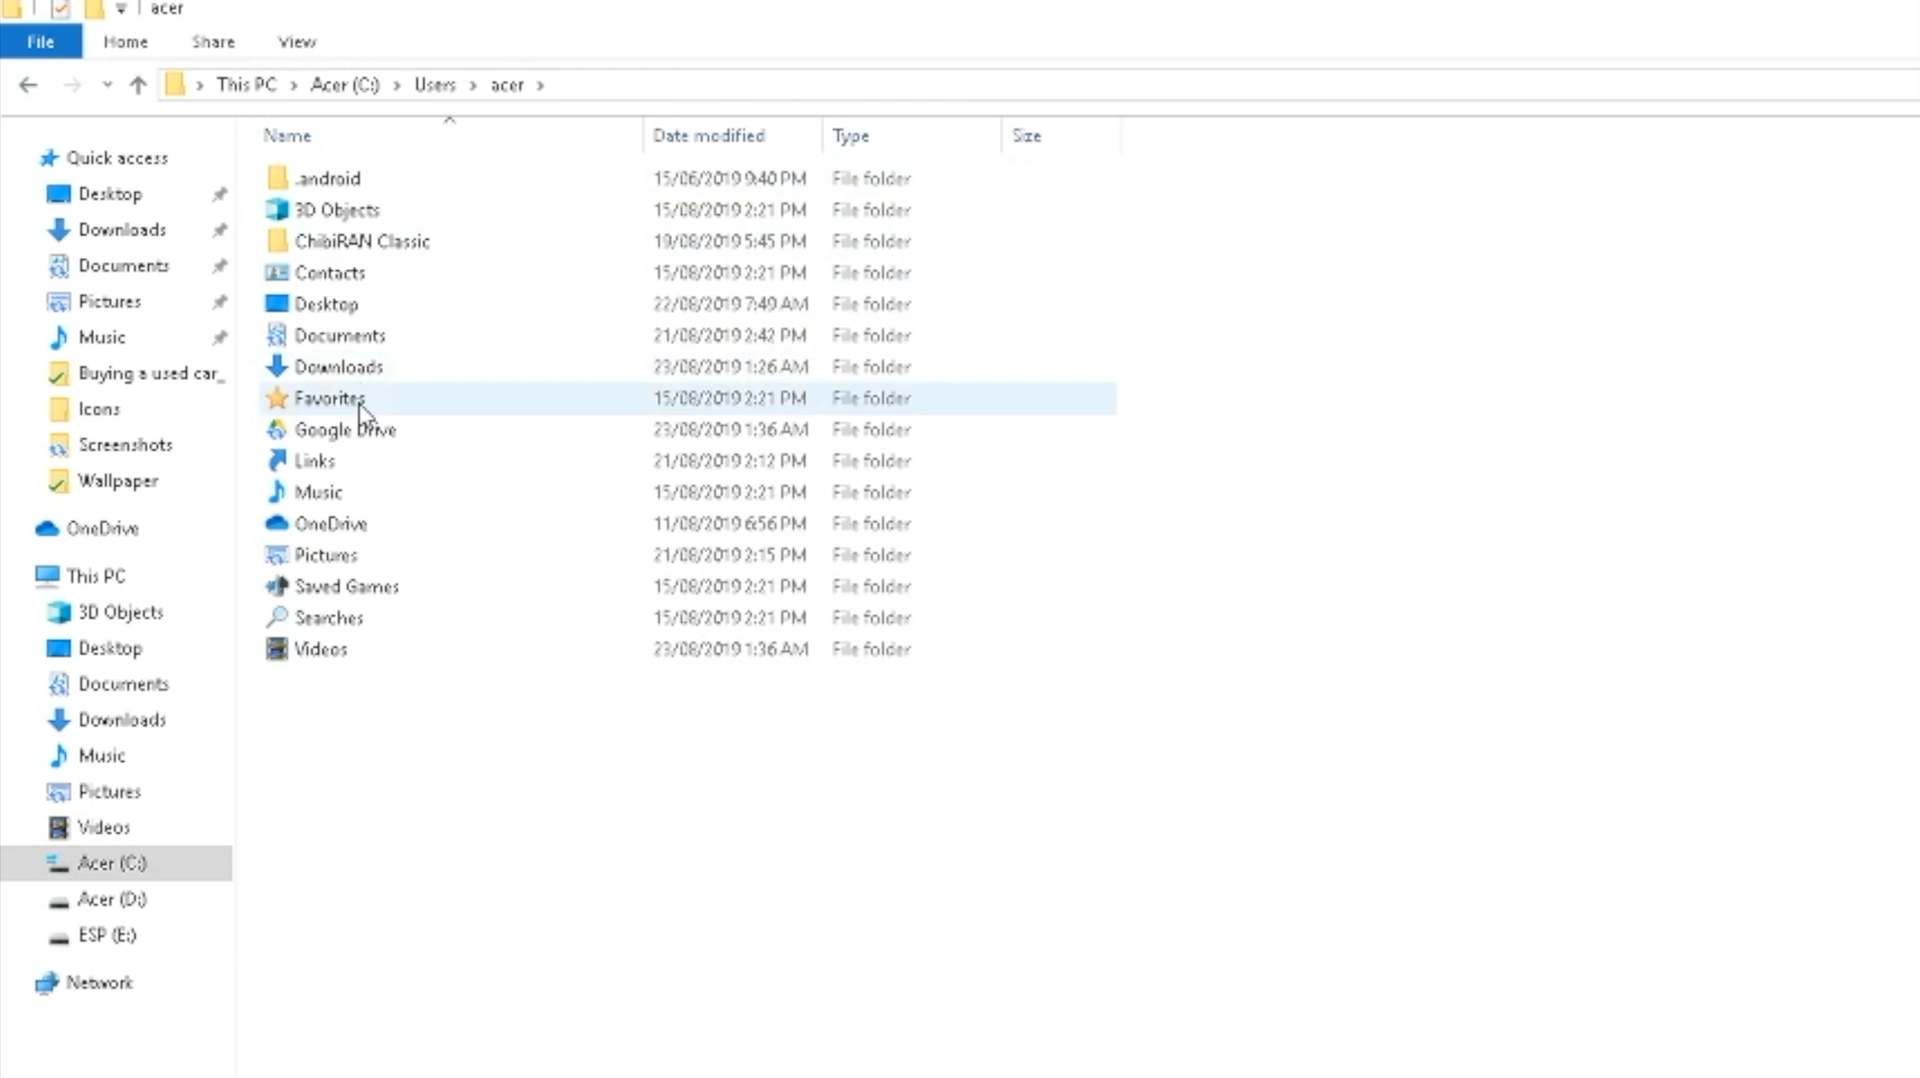 acer
File Home Share View
This PC > Acer (C:) > Users > acer >
Name Date modified Type Size
Quick access
Desktop
Downloads
Documents
Pictures
Music
Buying a used car_
Icons
Screenshots
Wallpaper
OneDrive
This PC
3D Objects
Desktop
Documents
Downloads
Music
Pictures
Videos
Acer (C:)
Acer (D:)
ESP (E:)
Network
.android 15/06/2019 9:40 PM File folder
3D Objects 15/08/2019 2:21 PM File folder
ChibiRAN Classic 19/08/2019 5:45 PM File folder
Contacts 15/08/2019 2:21 PM File folder
Desktop 22/08/2019 7:49 AM File folder
Documents 21/08/2019 2:42 PM File folder
Downloads 23/08/2019 1:26 AM File folder
Favorites 15/08/2019 2:21 PM File folder
Google Drive 23/08/2019 1:36 AM File folder
Links 21/08/2019 2:12 PM File folder
Music 15/08/2019 2:21 PM File folder
OneDrive 11/08/2019 6:56 PM File folder
Pictures 21/08/2019 2:15 PM File folder
Saved Games 15/08/2019 2:21 PM File folder
Searches 15/08/2019 2:21 PM File folder
Videos 23/08/2019 1:36 AM File folder